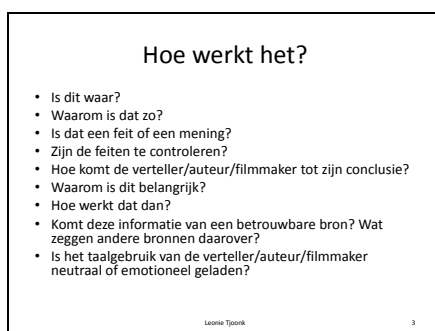 Hoe werkt het?
• Is dit waar?
• Waarom is dat zo?
• Is dat een feit of een mening?
• Zijn de feiten te controleren?
• Hoe komt de verteller/auteur/filmmaker tot zijn conclusie?
• Waarom is dit belangrijk?
• Hoe werkt dat dan?
• Komt deze informatie van een betrouwbare bron? Wat
zeggen andere bronnen daarover?
• Is het taalgebruik van de verteller/auteur/filmmaker
neutraal of emotioneel geladen?
Leonie Tjoonk
3